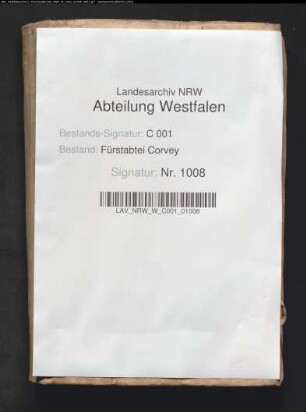 Landesarchiv NRW
Abteilung Westfalen
Bestands-Signatur: C 001
Bestand: Fürstabtei Corvey
Signatur: Nr. 1008
LAV_NRW_W_C001_01008